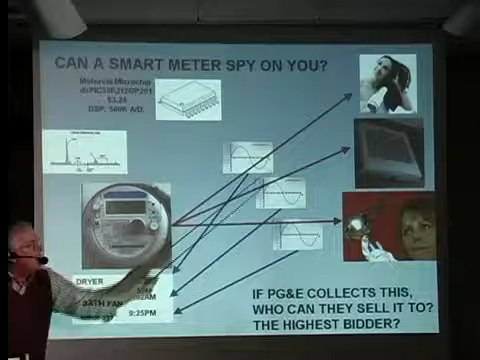 CAN A SMART METER SPY ON YOU?
Motorola Microchip
$3.24
DSP, 500K A/D.
DRYER
BATH FAN
9:25PM
IF PG&E COLLECTS THIS,
WHO CAN THEY SELL IT TO?
THE HIGHEST BIDDER?